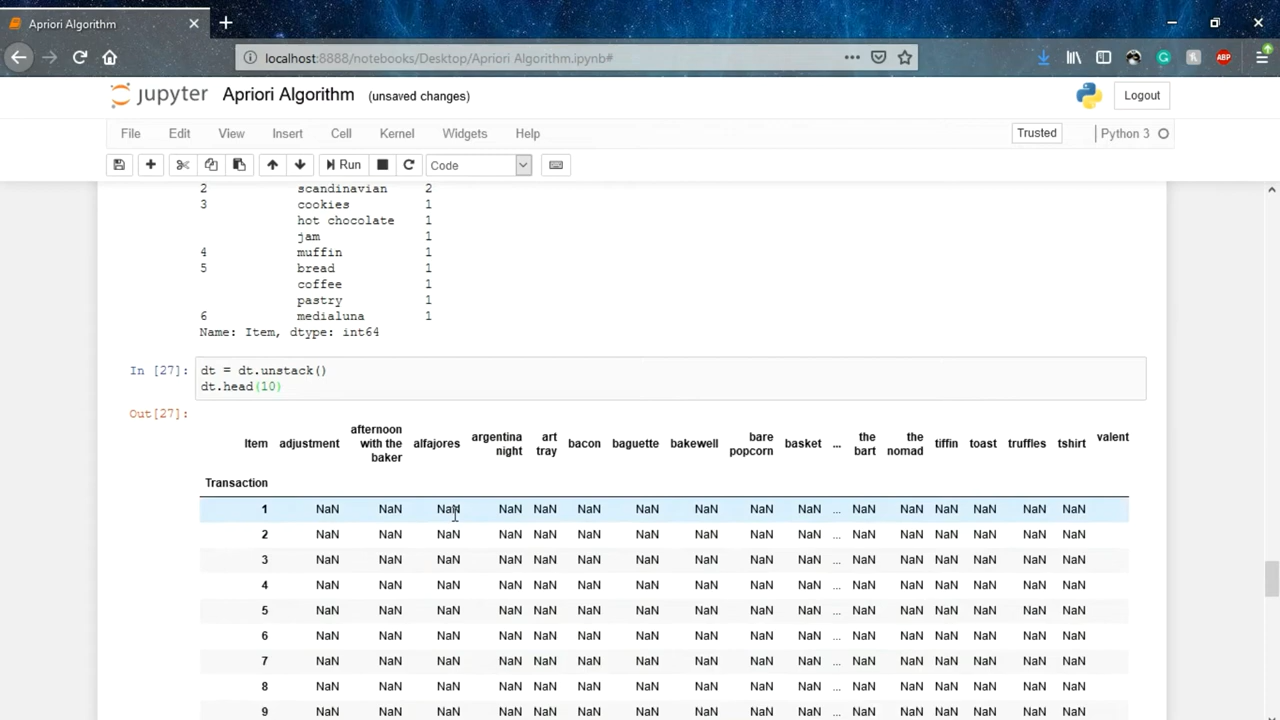 Apriori Algorithm
localhost:8888/notebooks/Desktop/Apriori Algorithm.ipynb#
ABP
jupyter Apriori Algorithm (unsaved changes)
Logout
File Edit View Insert Cell Kernel Widgets Help
Trusted
Python 3
Run
Code
2 scandinavian 2
3 cookies 1
hot chocolate 1
jam 1
4 muffin 1
5 bread 1
coffee 1
pastry 1
6 medialuna 1
Name: Item, dtype: int64
In [27]: dt = dt.unstack()
dt.head(10)
Out[27]:
Item adjustment afternoon with the baker alfajores argentina night art tray bacon baguette bakewell bare popcorn basket ... the bart the nomad tiffin toast truffles tshirt valent
Transaction
1 NaN NaN NaN NaN NaN NaN NaN NaN NaN NaN ... NaN NaN NaN NaN NaN NaN
2 NaN NaN NaN NaN NaN NaN NaN NaN NaN NaN ... NaN NaN NaN NaN NaN NaN
3 NaN NaN NaN NaN NaN NaN NaN NaN NaN NaN ... NaN NaN NaN NaN NaN NaN
4 NaN NaN NaN NaN NaN NaN NaN NaN NaN NaN ... NaN NaN NaN NaN NaN NaN
5 NaN NaN NaN NaN NaN NaN NaN NaN NaN NaN ... NaN NaN NaN NaN NaN NaN
6 NaN NaN NaN NaN NaN NaN NaN NaN NaN NaN ... NaN NaN NaN NaN NaN NaN
7 NaN NaN NaN NaN NaN NaN NaN NaN NaN NaN ... NaN NaN NaN NaN NaN NaN
8 NaN NaN NaN NaN NaN NaN NaN NaN NaN NaN ... NaN NaN NaN NaN NaN NaN
9 NaN NaN NaN NaN NaN NaN NaN NaN NaN NaN ... NaN NaN NaN NaN NaN NaN